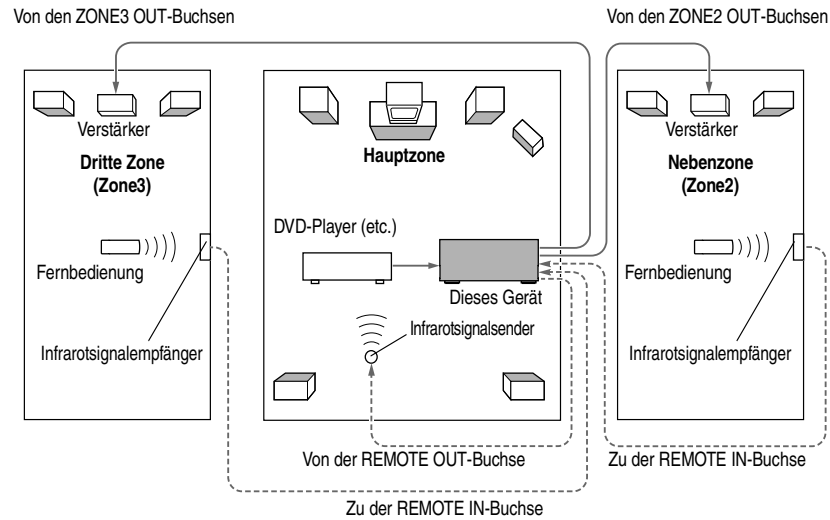 Von den ZONE3 OUT-Buchsen
Von den ZONE2 OUT-Buchsen
Verstärker
Dritte Zone
(Zone3)
Fernbedienung
Infrarotsignalempfänger
Hauptzone
DVD-Player (etc.)
Dieses Gerät
Infrarotsignalsender
Verstärker
Nebenzone
(Zone2)
Fernbedienung
Infrarotsignalempfänger
Von der REMOTE OUT-Buchse
Zu der REMOTE IN-Buchse
Zu der REMOTE IN-Buchse